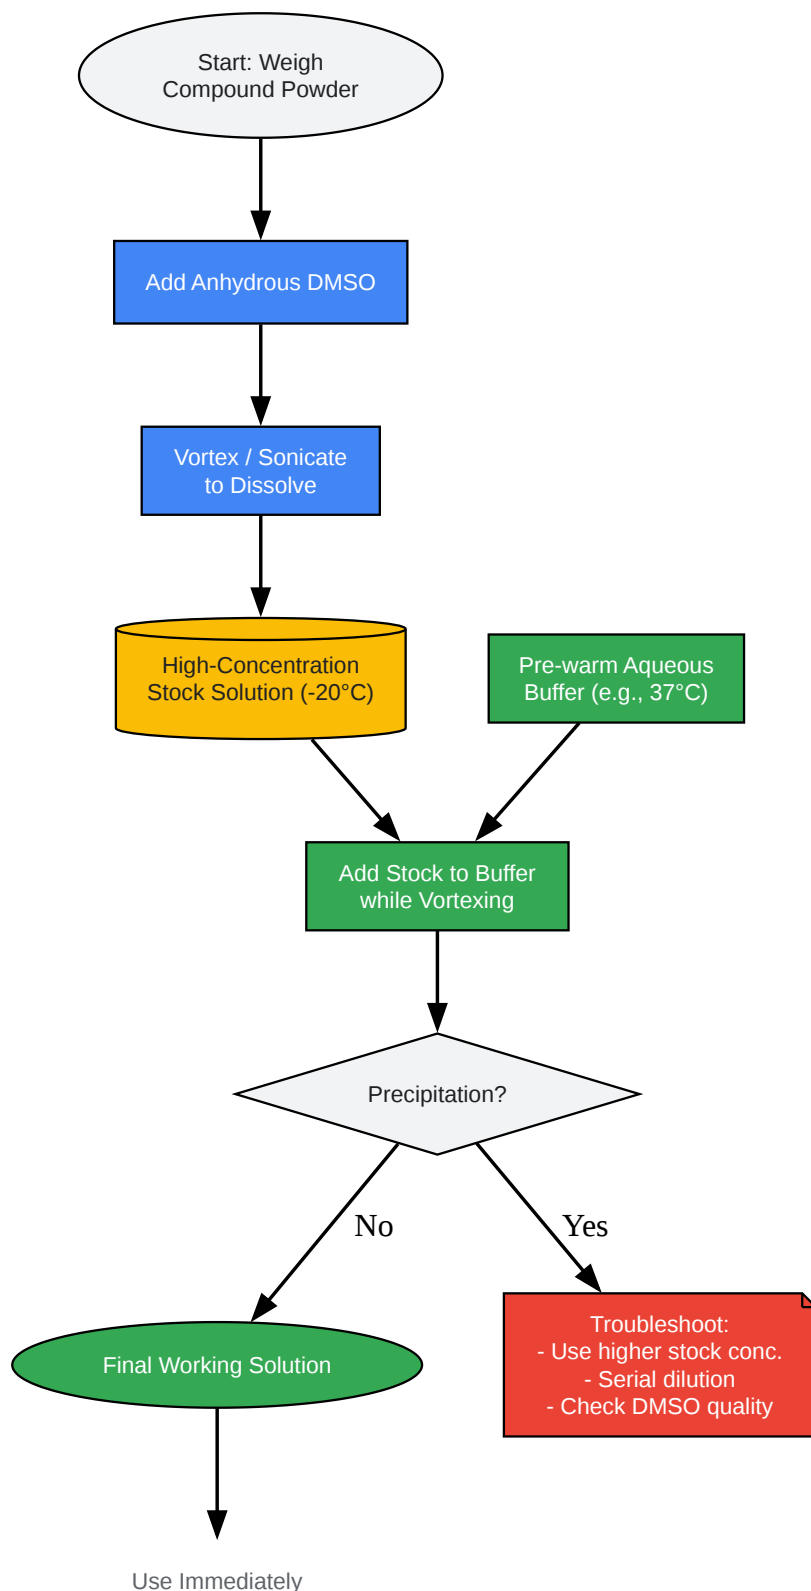 Start: Weigh
Compound Powder
Add Anhydrous DMSO
Vortex / Sonicate
to Dissolve
High-Concentration
Stock Solution (-20°C)
Pre-warm Aqueous
Buffer (e.g., 37°C)
Add Stock to Buffer
while Vortexing
Precipitation?
No
Yes
Troubleshoot:
- Use higher stock conc.
- Serial dilution
- Check DMSO quality
Final Working Solution
Use Immediately